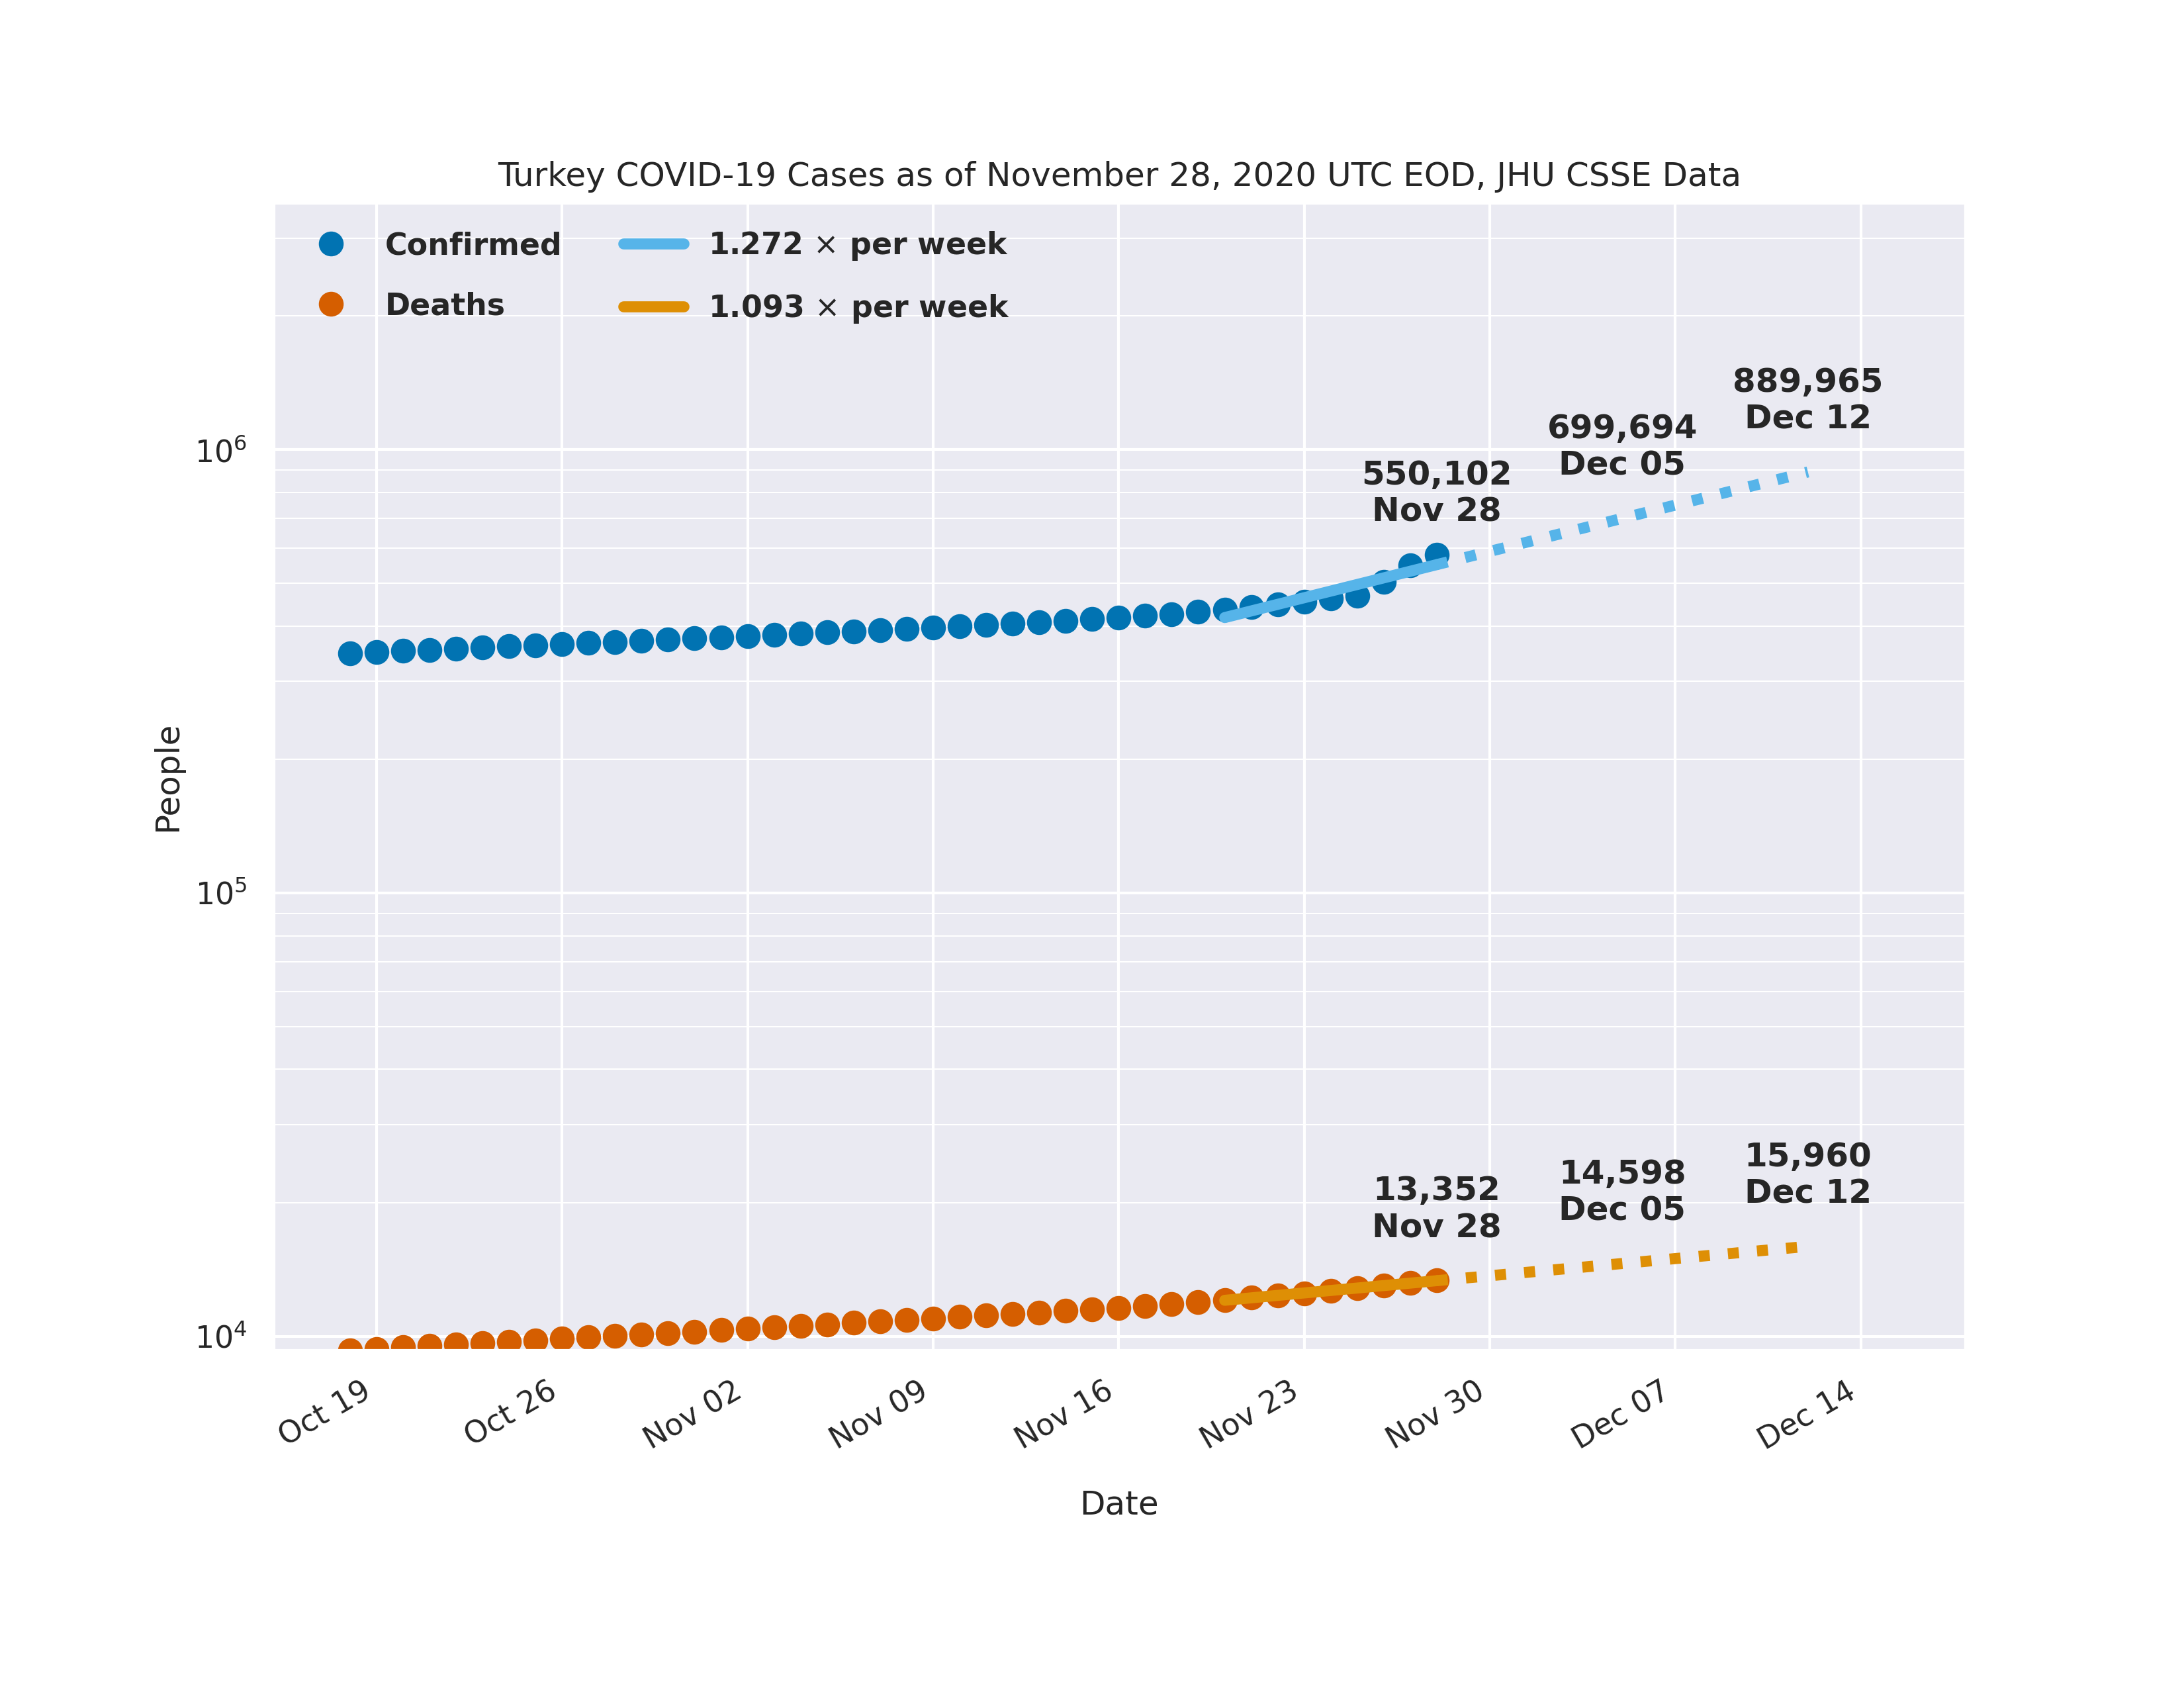 Turkey COVID-19 Cases as of November 28, 2020 UTC EOD, JHU CSSE Data
Confirmed
Deaths
1.272 × per week
1.093 × per week
889,965
Dec 12
699,694
Dec 05
550,102
Nov 28
10⁶
10⁵
10⁴
People
15,960
Dec 12
14,598
Dec 05
13,352
Nov 28
Oct 19
Oct 26
Nov 02
Nov 09
Nov 16
Nov 23
Nov 30
Dec 07
Dec 14
Date